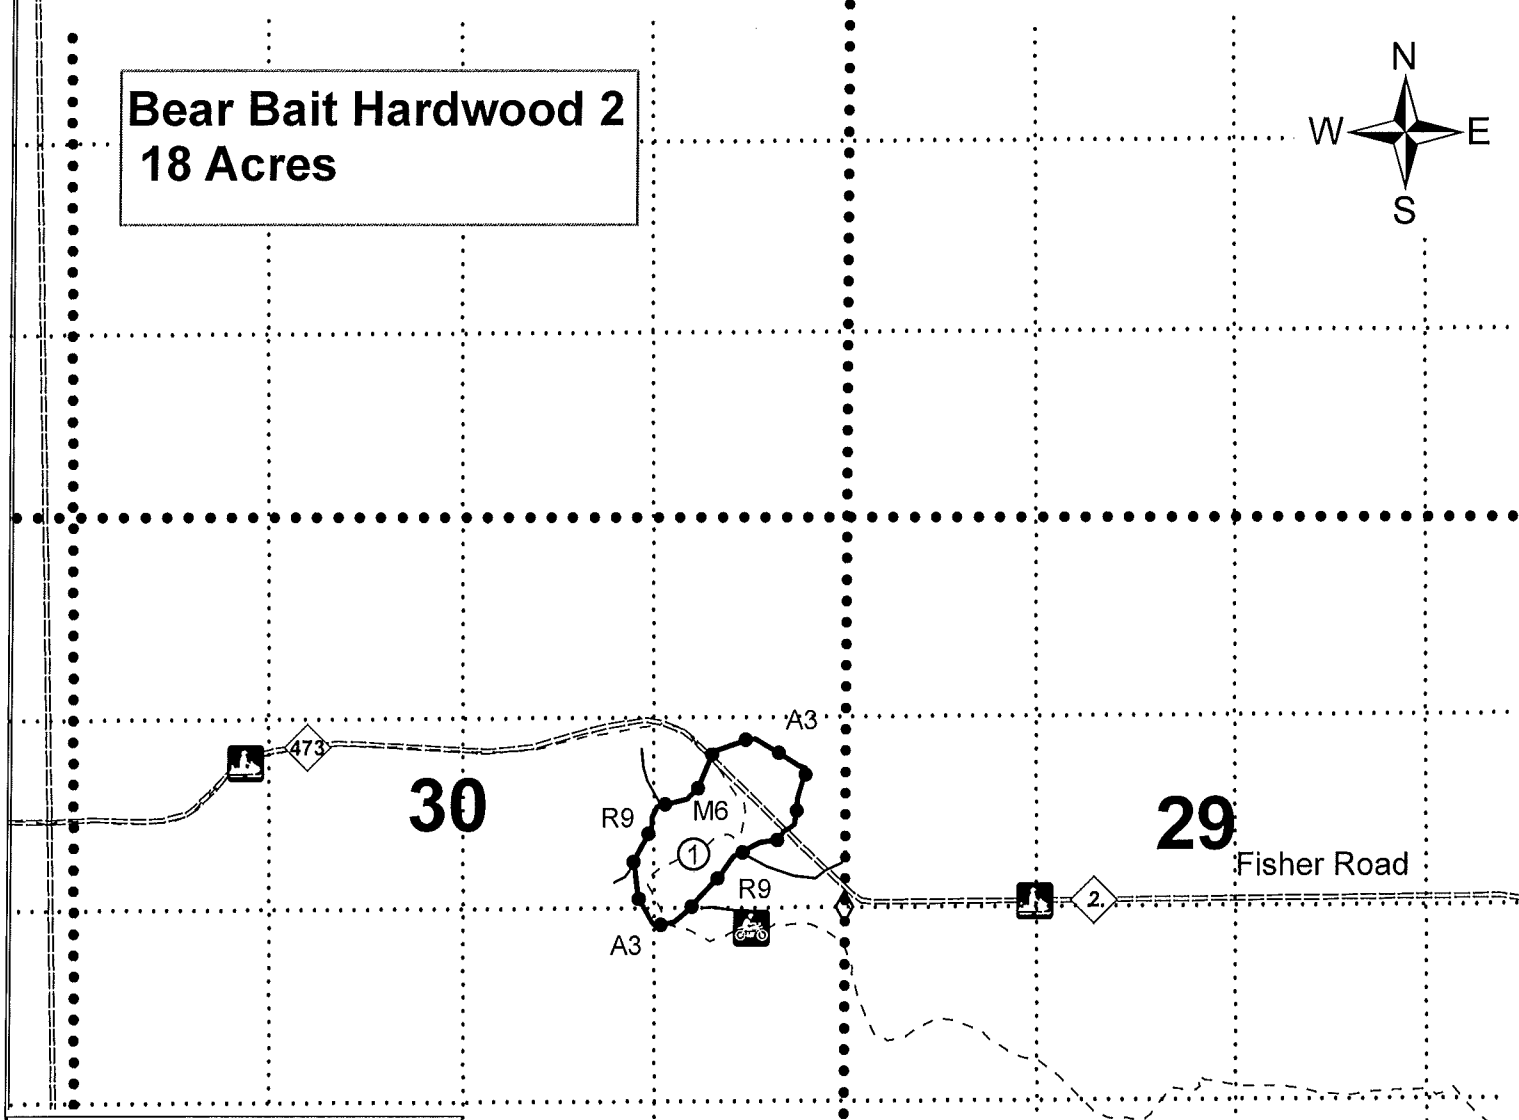 Bear Bait Hardwood 2
18 Acres
N
W
E
S
A3
473
30
R9
M6
29
1
Fisher Road
R9
2.
A3